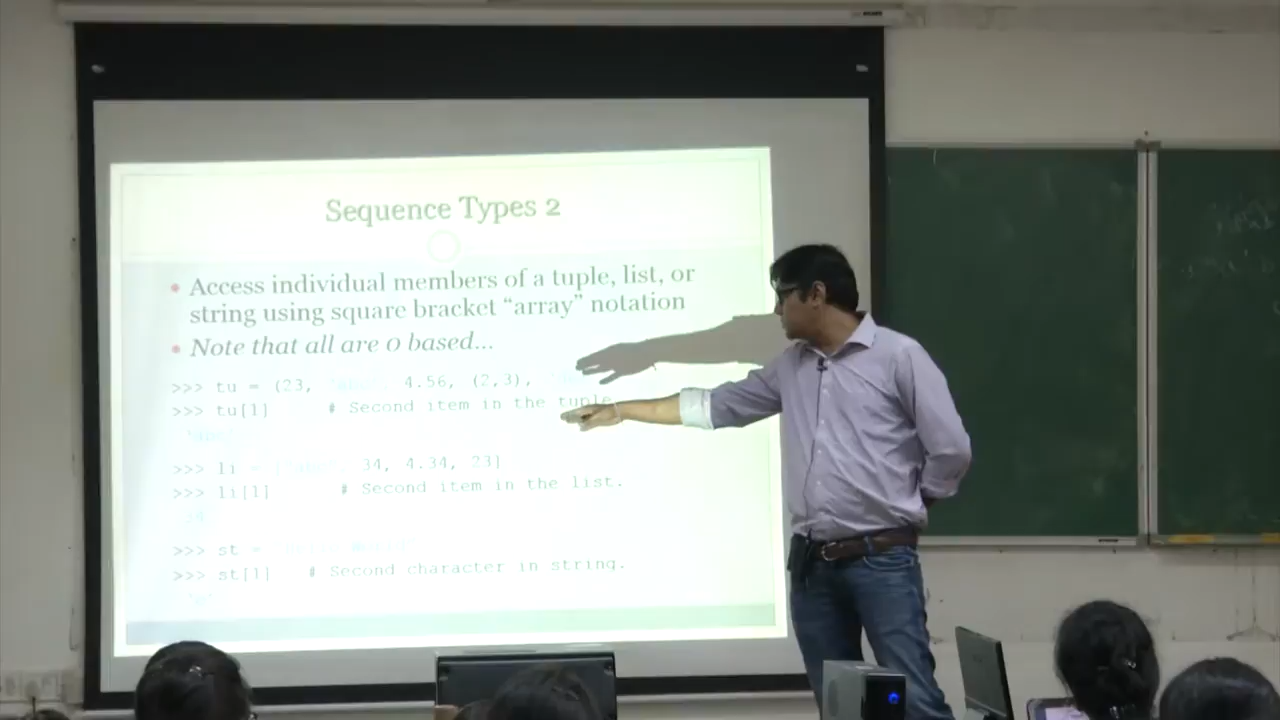 Sequence Types 2
• Access individual members of a tuple, list, or
string using square bracket “array” notation
• Note that all are 0 based…
>>> tu = (23, 4.56, (2,3),
>>> tu[1] # Second item in the tuple
>>> li = 34, 4.34, 23]
>>> li[1] # Second item in the list.
>>> st =
>>> st[1] # Second character in string.